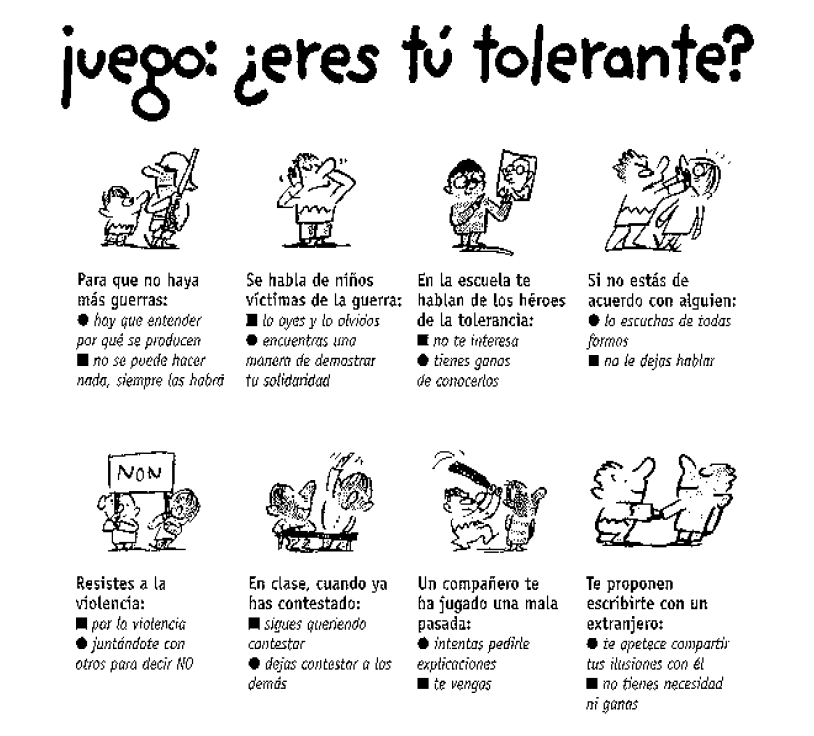 juego: ¿eres tú tolerante?
Para que no haya
más guerras:
● hay que entender
por qué se producen
■ no se puede hacer
nada, siempre las habrá
Se habla de niños
víctimas de la guerra:
■ lo oyes y lo olvidas
● encuentras una
manera de demostrar
tu solidaridad
En la escuela te
hablan de los héroes
de la tolerancia:
■ no te interesa
● tienes ganas
de conocerlos
Si no estás de
acuerdo con alguien:
● lo escuchas de todas
formas
■ no le dejas hablar
NON
Resistes a la
violencia:
■ por la violencia
● juntándote con
otros para decir NO
En clase, cuando ya
has contestado:
■ sigues queriendo
contestar
● dejas contestar a los
demás
Un compañero te
ha jugado una mala
pasada:
● intentas pedirle
explicaciones
■ te vengas
Te proponen
escribirte con un
extranjero:
● te apetece compartir
tus ilusiones con él
■ no tienes necesidad
ni ganas